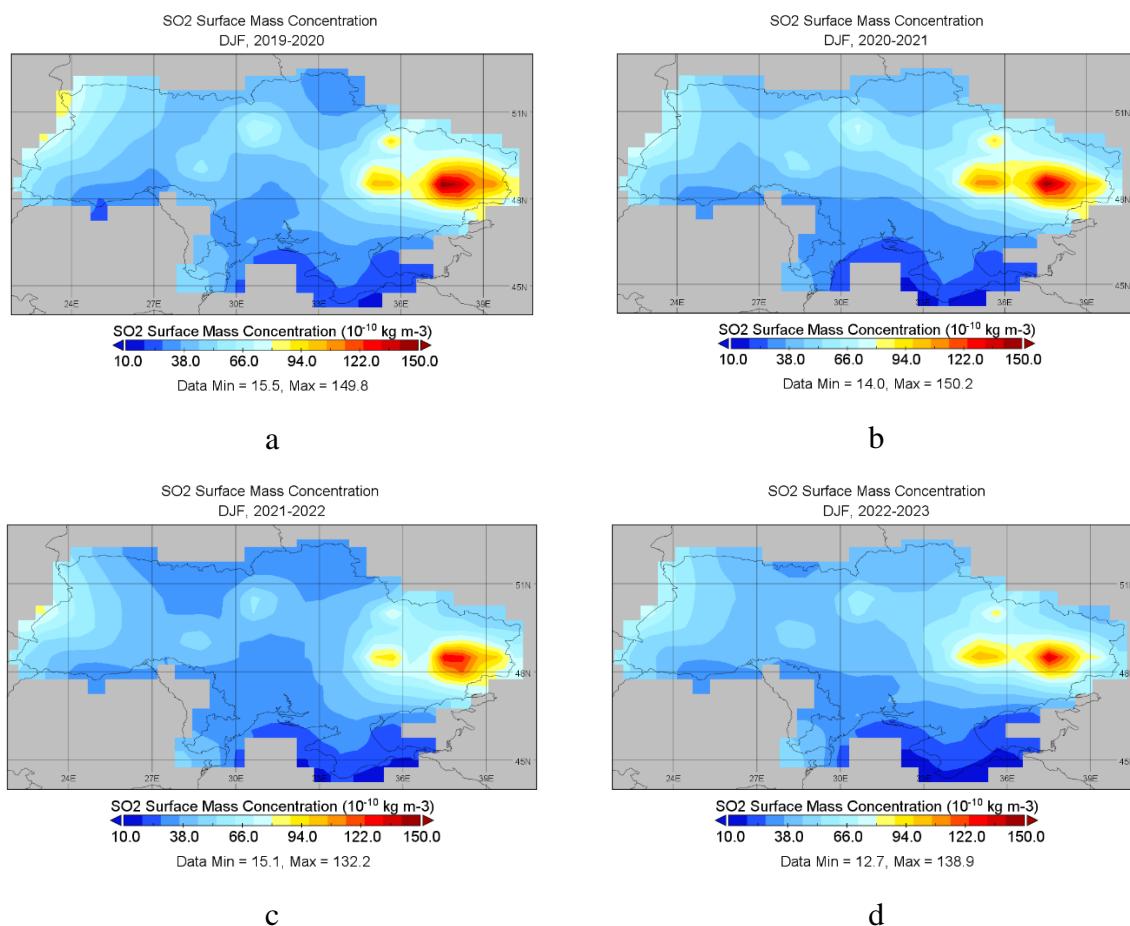 SO2 Surface Mass Concentration
DJF, 2019-2020
51N
48N
45N
24E 27E 30E 33E 36E 39E
SO2 Surface Mass Concentration (10⁻¹⁰ kg m-3)
10.0 38.0 66.0 94.0 122.0 150.0
Data Min = 15.5, Max = 149.8
a
SO2 Surface Mass Concentration
DJF, 2020-2021
51N
48N
45N
24E 27E 30E 33E 36E 39E
SO2 Surface Mass Concentration (10⁻¹⁰ kg m-3)
10.0 38.0 66.0 94.0 122.0 150.0
Data Min = 14.0, Max = 150.2
b
SO2 Surface Mass Concentration
DJF, 2021-2022
51N
48N
45N
24E 27E 30E 33E 36E 39E
SO2 Surface Mass Concentration (10⁻¹⁰ kg m-3)
10.0 38.0 66.0 94.0 122.0 150.0
Data Min = 15.1, Max = 132.2
c
SO2 Surface Mass Concentration
DJF, 2022-2023
51N
48N
45N
24E 27E 30E 33E 36E 39E
SO2 Surface Mass Concentration (10⁻¹⁰ kg m-3)
10.0 38.0 66.0 94.0 122.0 150.0
Data Min = 12.7, Max = 138.9
d